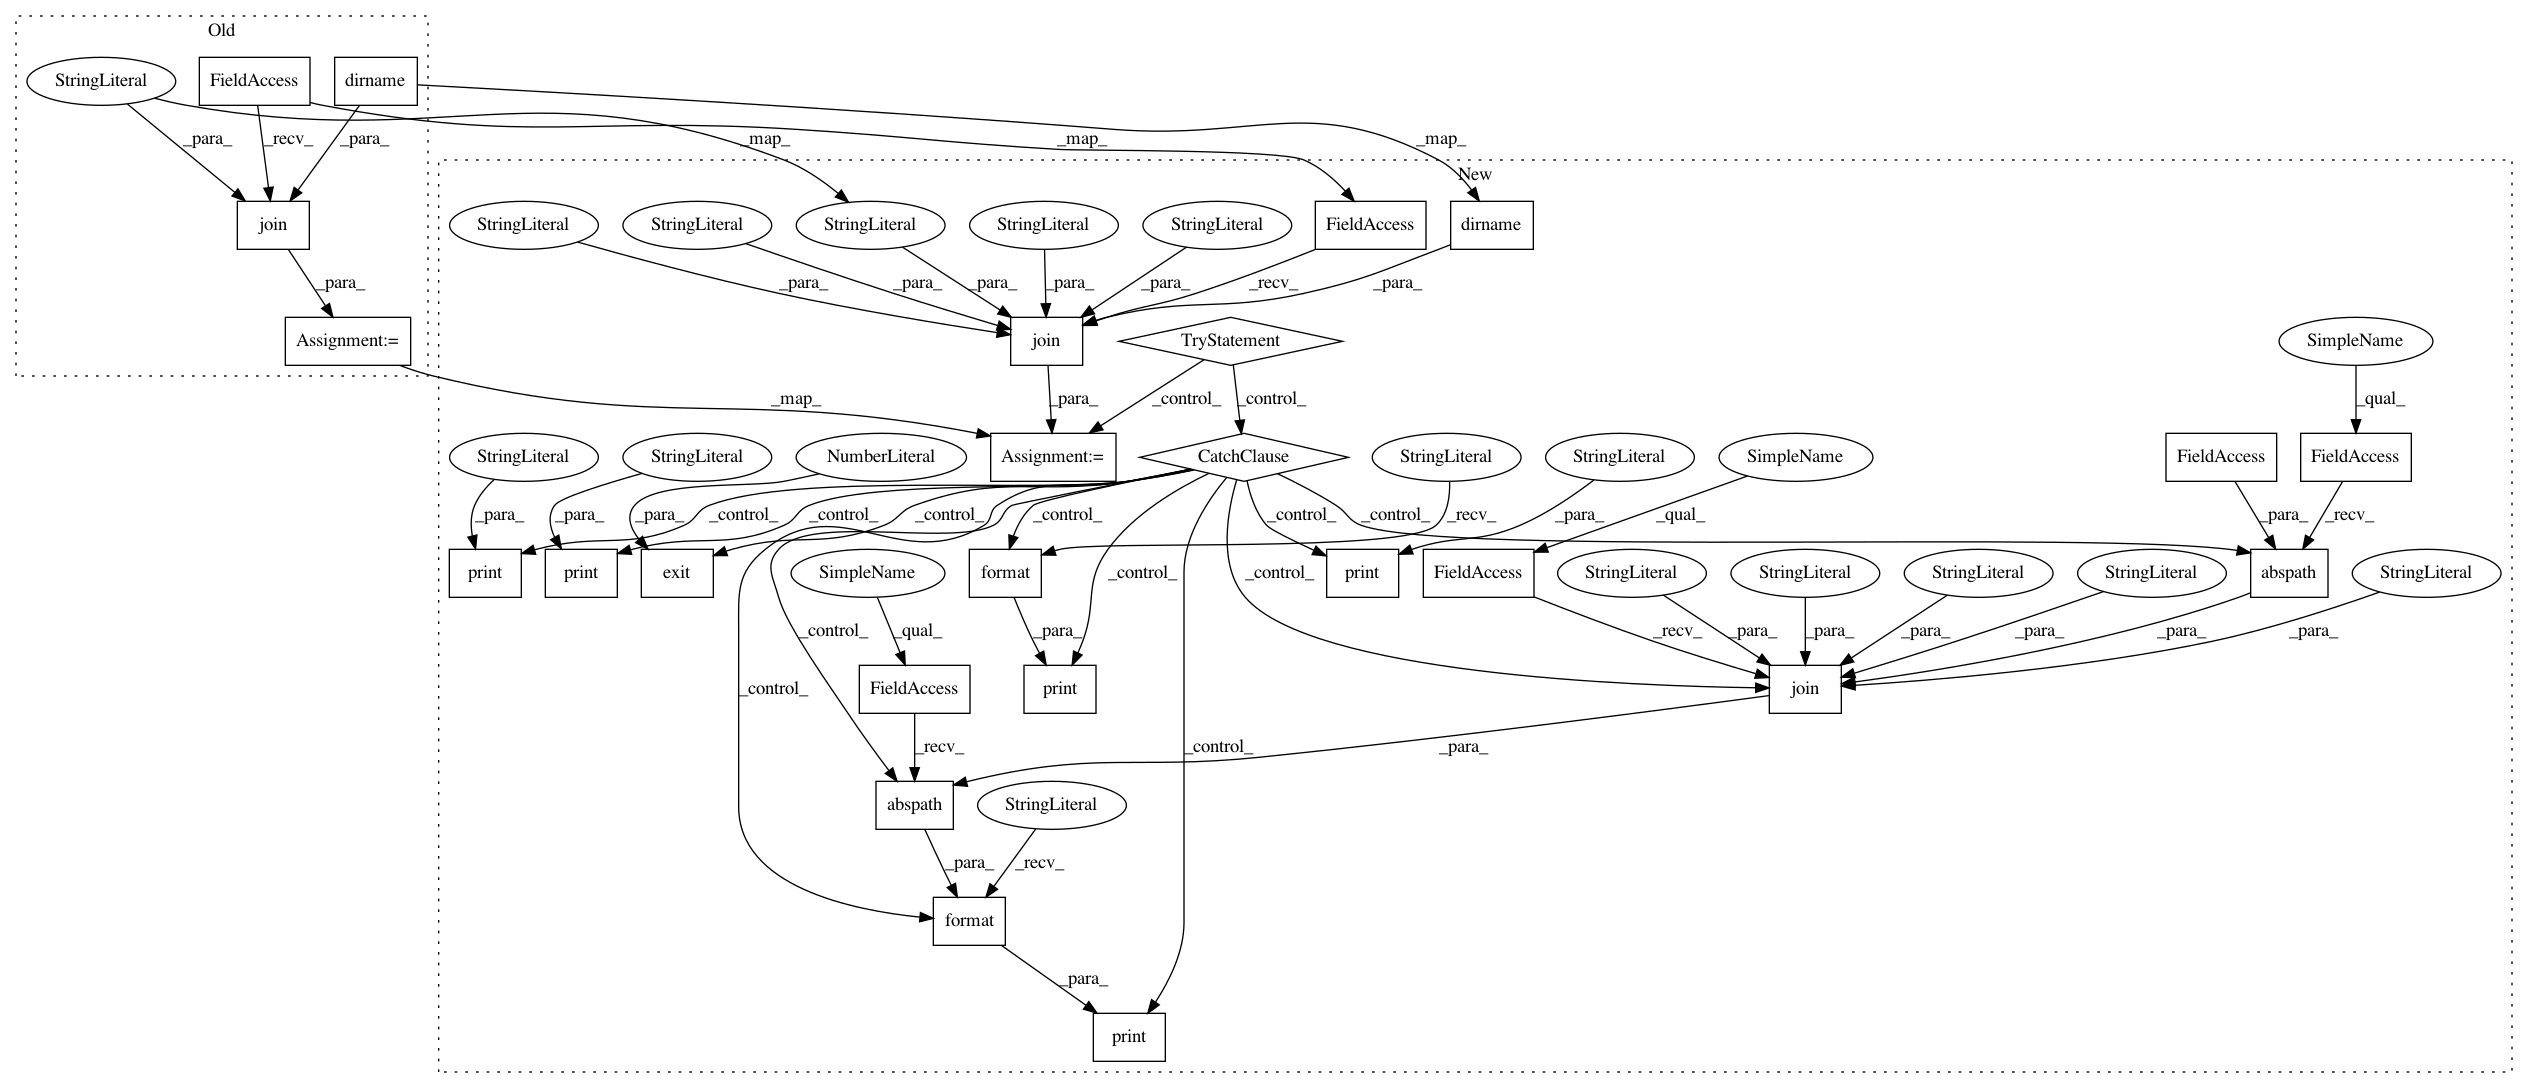 Old
StringLiteral
FieldAccess
dirname
_para_
_recv_
_para_
_map_
_map_
_map_
New
join
StringLiteral
StringLiteral
StringLiteral
StringLiteral
StringLiteral
FieldAccess
dirname
_para_
_para_
_para_
_para_
_para_
_para_
_recv_
_para_
Assignment:=
join
TryStatement
SimpleName
_map_
_para_
_control_
_control_
_qual_
StringLiteral
StringLiteral
NumberLiteral
Assignment:=
CatchClause
StringLiteral
StringLiteral
SimpleName
FieldAccess
FieldAccess
_para_
_control_
_para_
_control_
_para_
_control_
_control_
_recv_
_control_
_control_
_para_
_qual_
_para_
_recv_
print
print
exit
SimpleName
format
print
FieldAccess
StringLiteral
StringLiteral
StringLiteral
StringLiteral
abspath
StringLiteral
_control_
_control_
_qual_
_para_
_control_
_recv_
_para_
_para_
_para_
_para_
_para_
_para_
_control_
FieldAccess
print
join
_recv_
_control_
_para_
abspath
StringLiteral
_para_
_recv_
format
_para_
print